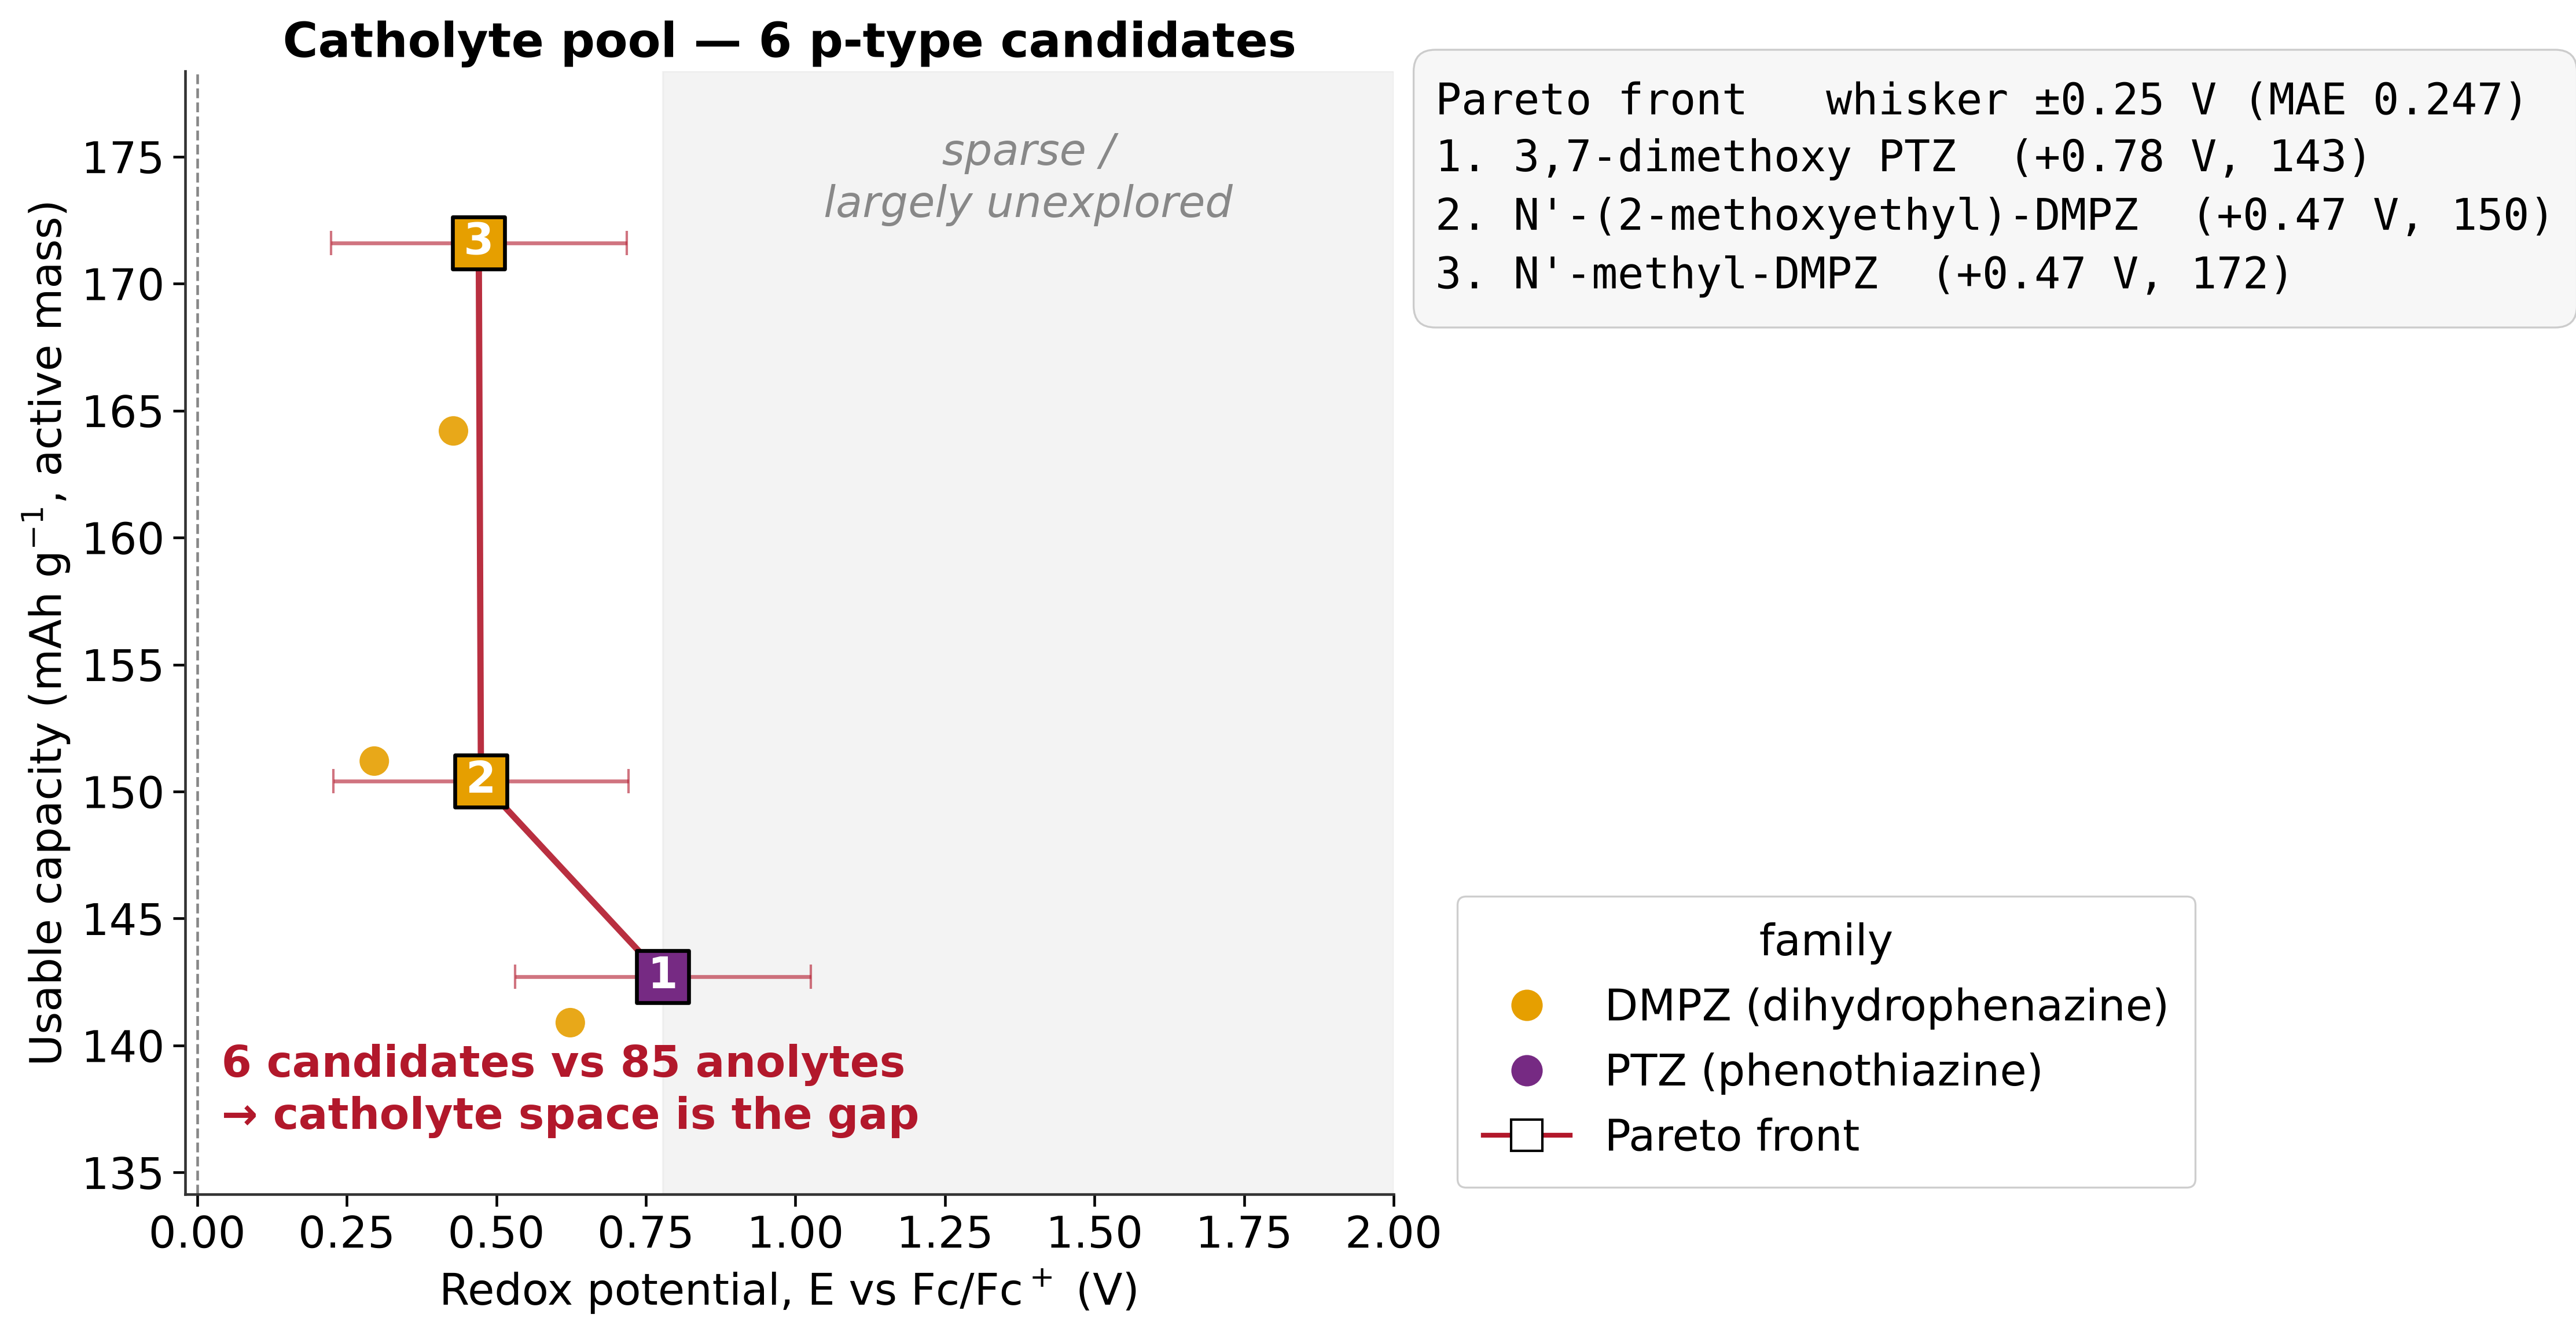 Catholyte pool — 6 p-type candidates
Usable capacity (mAh g⁻¹, active mass)
175
170
165
160
155
150
145
140
135
sparse /
largely unexplored
3
2
1
6 candidates vs 85 anolytes
→ catholyte space is the gap
0.00 0.25 0.50 0.75 1.00 1.25 1.50 1.75 2.00
Redox potential, E vs Fc/Fc⁺ (V)
Pareto front   whisker ±0.25 V (MAE 0.247)
1. 3,7-dimethoxy PTZ  (+0.78 V, 143)
2. N'-(2-methoxyethyl)-DMPZ  (+0.47 V, 150)
3. N'-methyl-DMPZ  (+0.47 V, 172)
family
DMPZ (dihydrophenazine)
PTZ (phenothiazine)
Pareto front